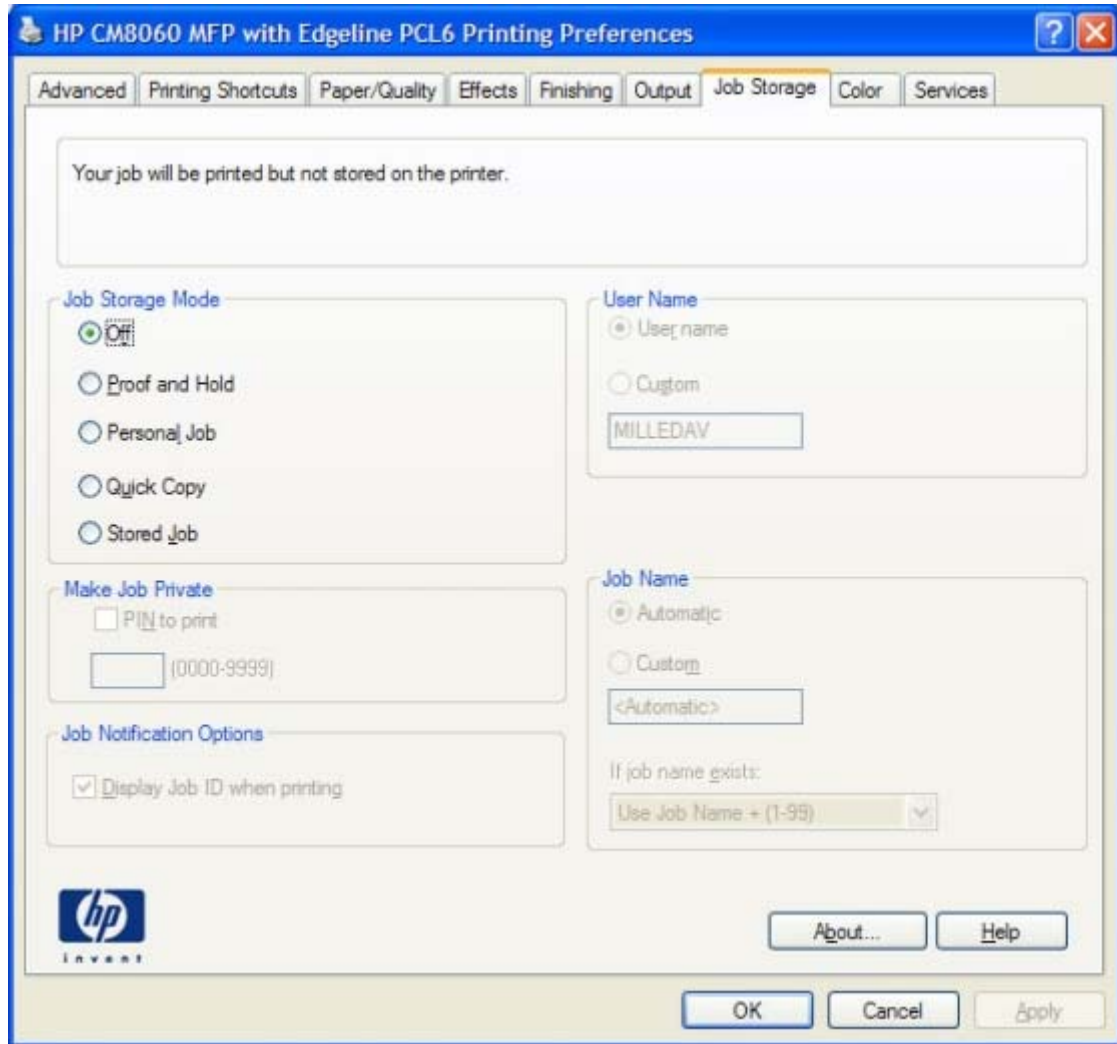 HP CM8060 MFP with Edgeline PCL6 Printing Preferences
Advanced Printing Shortcuts Paper/Quality Effects Finishing Output Job Storage Color Services
Your job will be printed but not stored on the printer.
Job Storage Mode
Off
Proof and Hold
Personal Job
Quick Copy
Stored Job
User Name
User name
Custom
MILLEDAV
Make Job Private
PIN to print
(0000-9999)
Job Notification Options
Display Job ID when printing
Job Name
Automatic
Custom
<Automatic>
If job name exists:
Use Job Name + (1-99)
hp
invent
About... Help
OK Cancel Apply